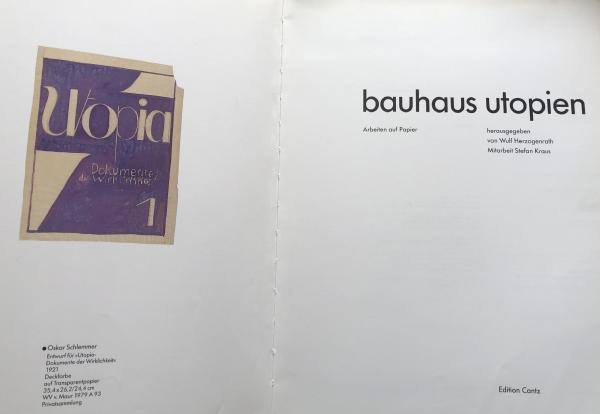 Utopia
Dokumente
der Wirklichkeit
1
● Oskar Schlemmer
Entwurf für »Utopia«
Dokumente der Wirklichkeit
1921
Deckfarbe
auf Transparentpapier
35,4 x 26,2/24,4 cm
WV v. Maur 1979 A 93
Privatsammlung
bauhaus utopien
Arbeiten auf Papier
herausgegeben
von Wulf Herzogenrath
Mitarbeit Stefan Kraus
Edition Cantz